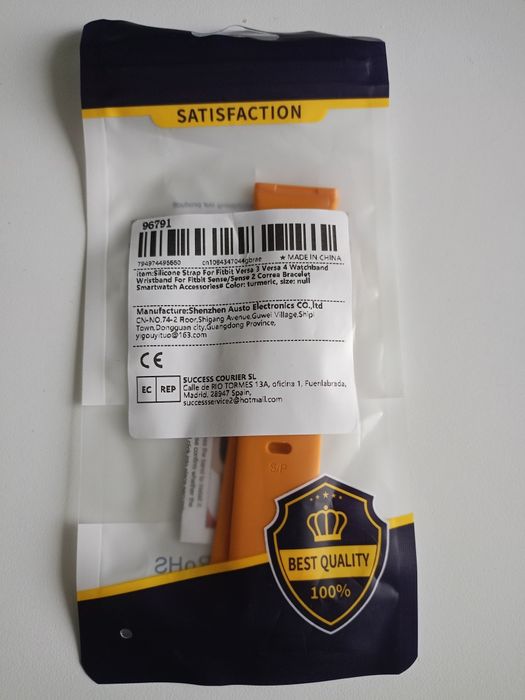 SATISFACTION
96791
★ MADE IN CHINA
item:Silicone Strap For Fitbit Versa 3 Versa 4 Watchband
Wristband For Fitbit Sense/Sense 2 Correa Bracelet
Smartwatch Accessories# Color: turmeric, size: null
Manufacture:Shenzhen Austo Electronics CO.,ltd
CN-NO,74-2 Floor,Shigang Avenue,Guwei Village,Shipi
Town,Dongguan city,Guangdong Province,
yigouyituo@163.com
CE
EC REP
SUCCESS COURIER SL
Calle de RIO TORMES 13A, oficina 1, Fuenlabrada,
Madrid, 28947 Spain,
successservice2@hotmail.com
S/P
RoHS
BEST QUALITY
100%